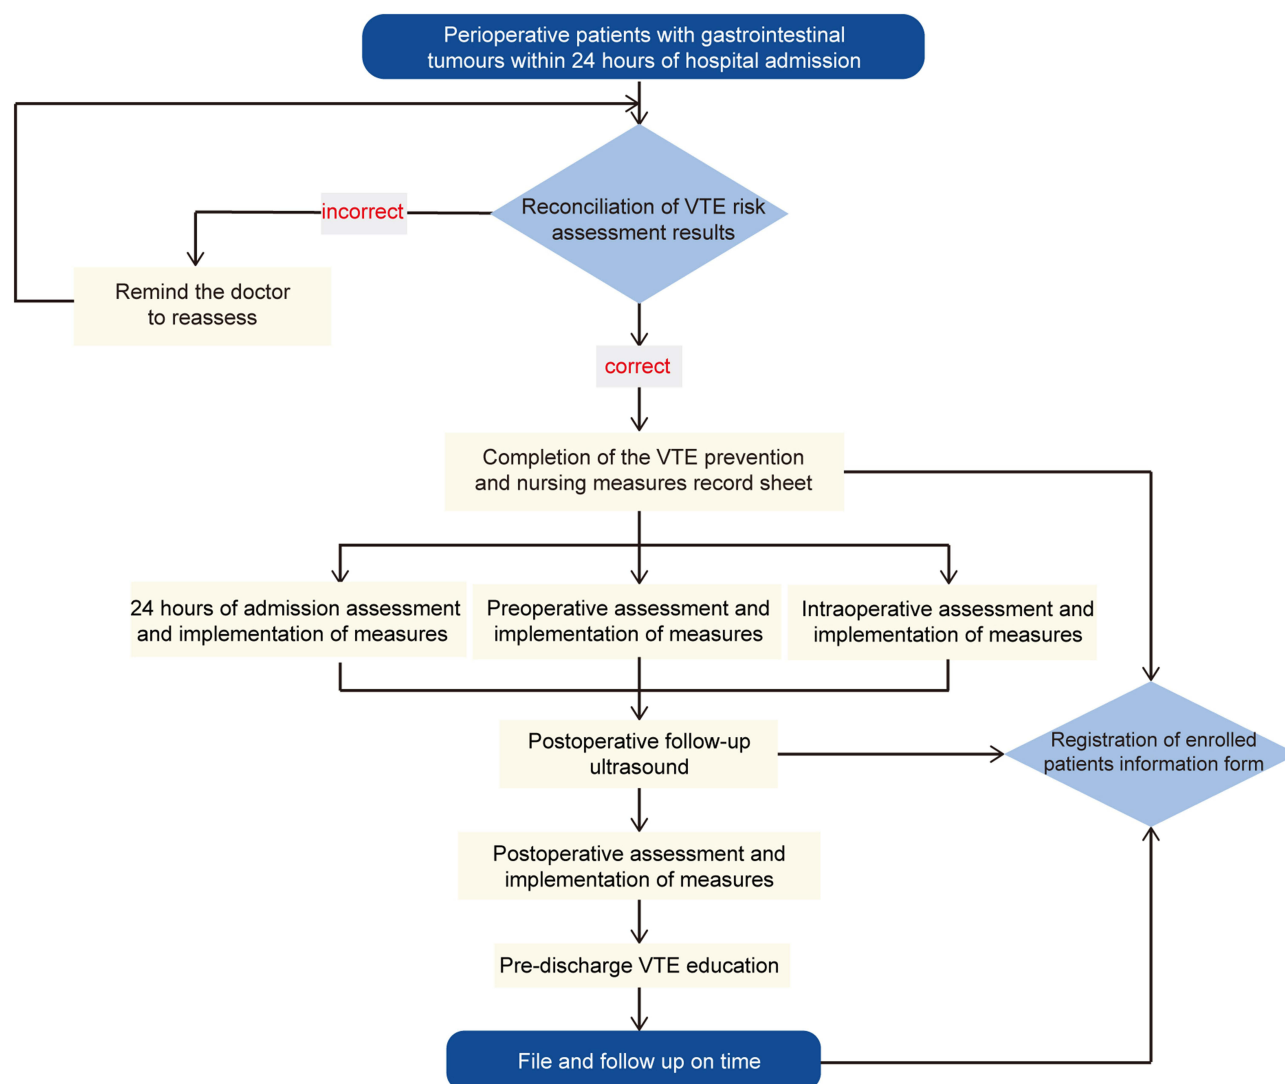 Perioperative patients with gastrointestinal
tumours within 24 hours of hospital admission
Reconciliation of VTE risk
assessment results
incorrect
Remind the doctor
to reassess
correct
Completion of the VTE prevention
and nursing measures record sheet
24 hours of admission assessment
and implementation of measures
Preoperative assessment and
implementation of measures
Intraoperative assessment and
implementation of measures
Postoperative follow-up
ultrasound
Registration of enrolled
patients information form
Postoperative assessment and
implementation of measures
Pre-discharge VTE education
File and follow up on time